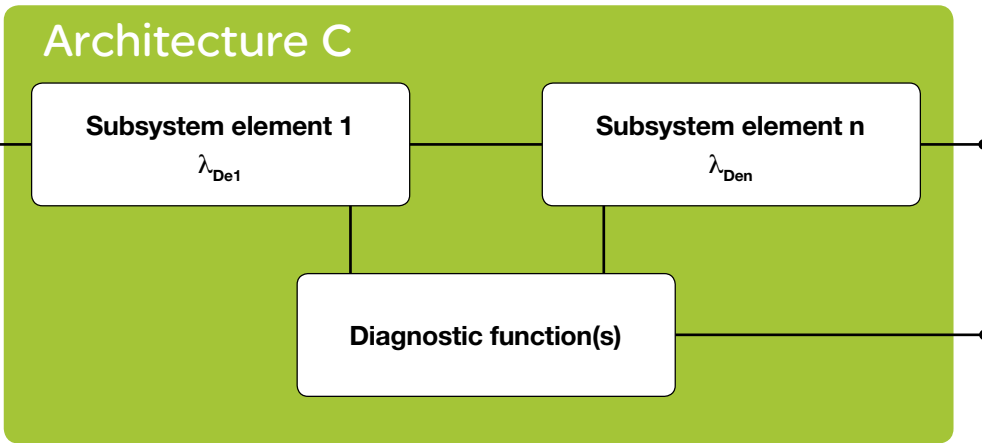 Architecture C
Subsystem element 1
λDe1
Subsystem element n
λDen
Diagnostic function(s)